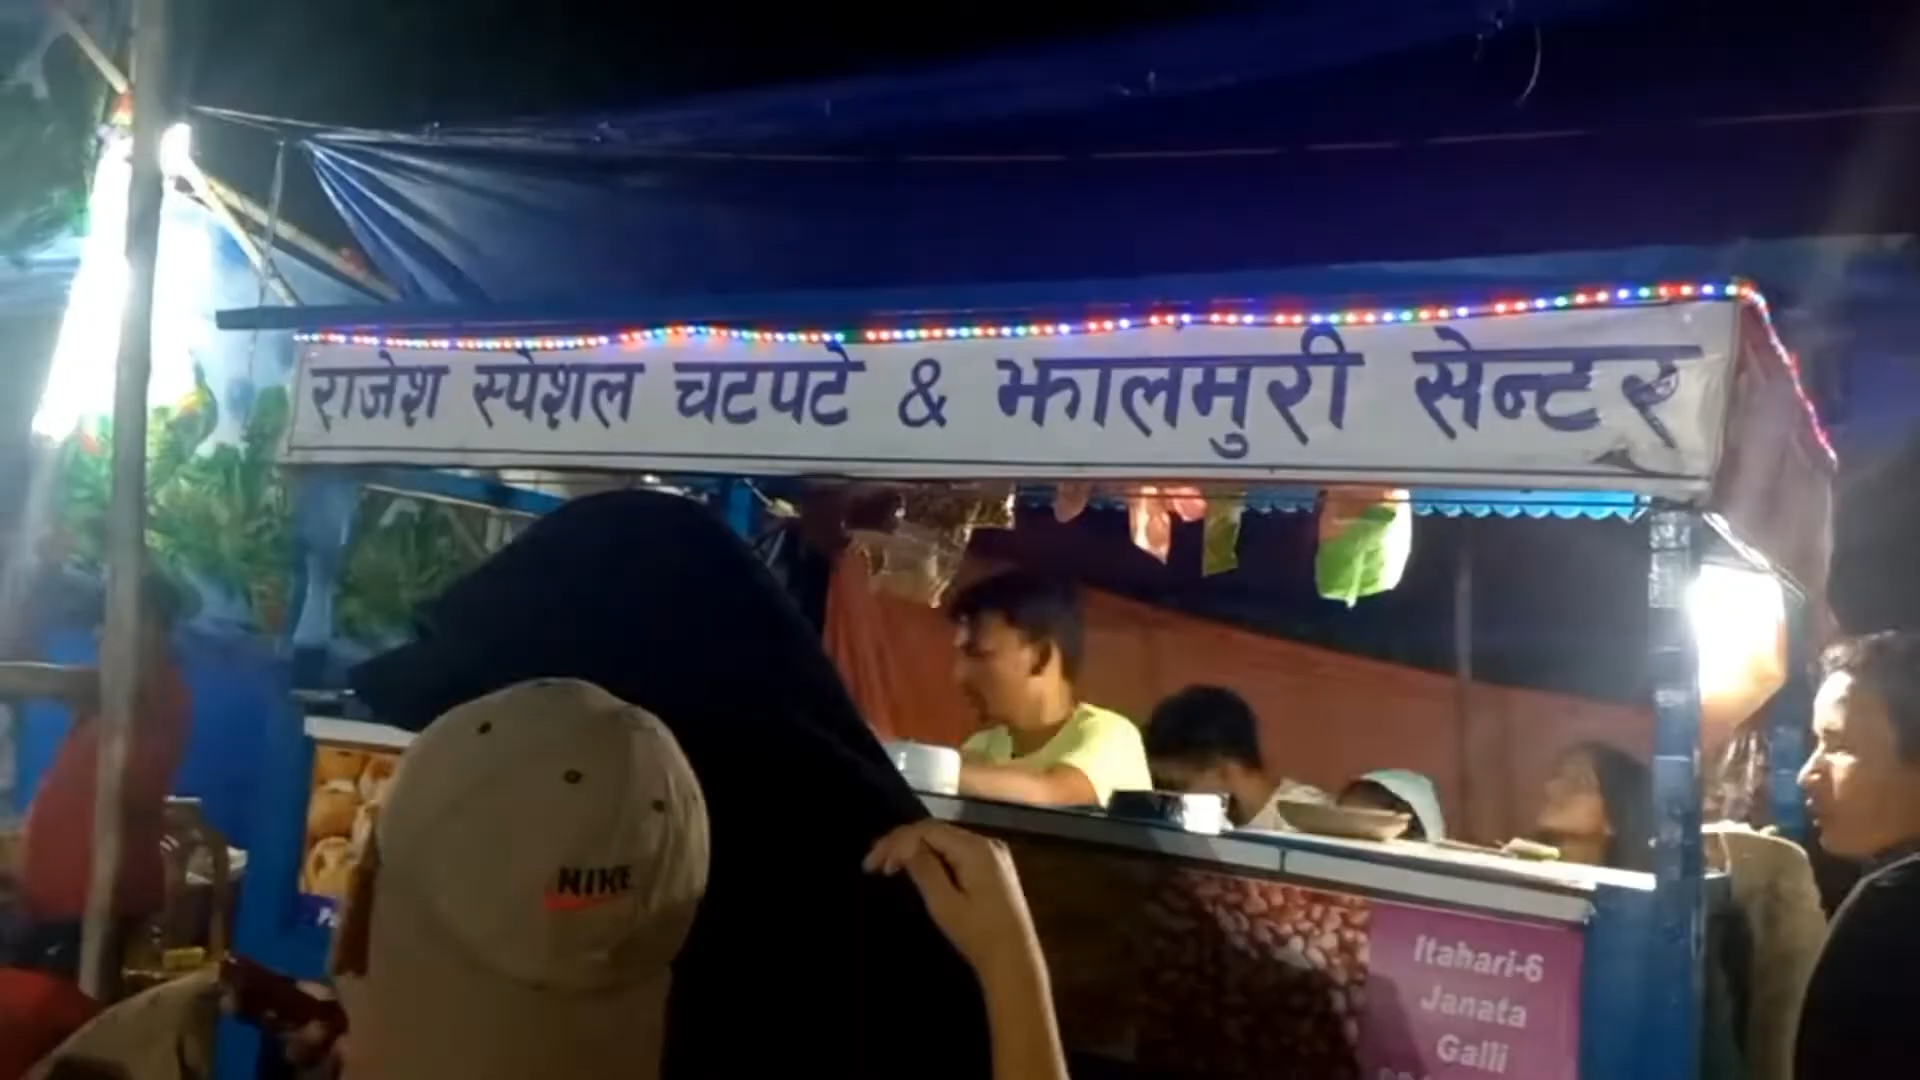 राजेश स्पेशल चटपटे & झालमुरी सेन्टर
NIKE
Itahari-6
Janata
Galli